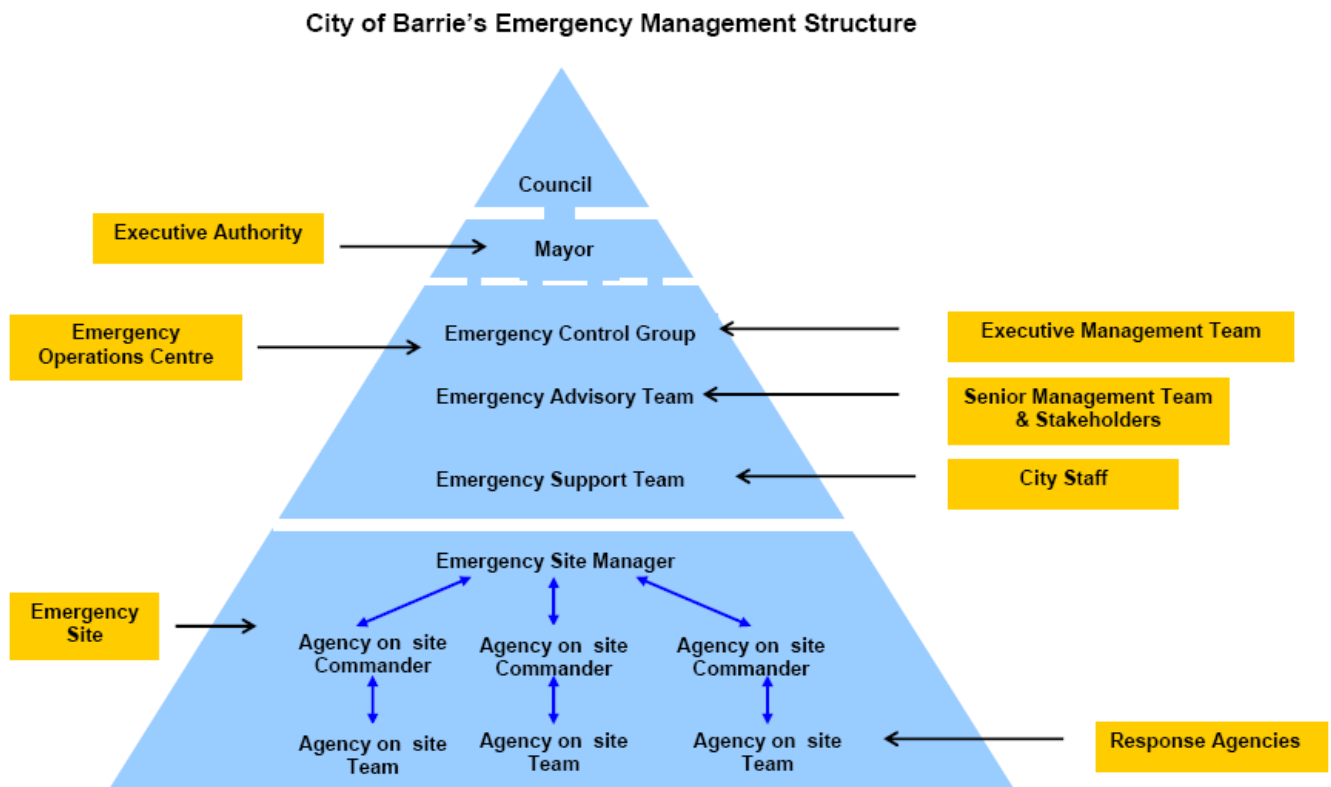 City of Barrie's Emergency Management Structure
Council
Executive Authority
Mayor
Emergency
Operations Centre
Emergency Control Group
Executive Management Team
Emergency Advisory Team
Senior Management Team
& Stakeholders
Emergency Support Team
City Staff
Emergency Site Manager
Emergency
Site
Agency on site
Commander
Agency on site
Commander
Agency on site
Commander
Agency on site
Team
Agency on site
Team
Agency on site
Team
Response Agencies